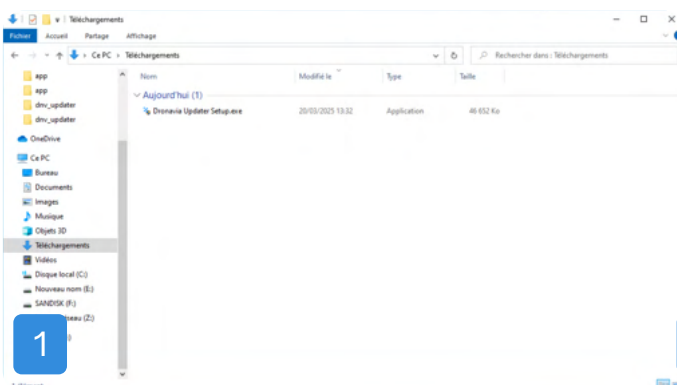 Téléchargements
Fichier Accueil Partage Affichage
Ce PC > Téléchargements
Rechercher dans : Téléchargements
Nom Modifié le Type Taille
Aujourd'hui (1)
Dronavia Updater Setup.exe 20/03/2025 13:32 Application 46 652 Ko
app
app
dnv_updater
dnv_updater
OneDrive
Ce PC
Bureau
Documents
Images
Musique
Objets 3D
Téléchargements
Vidéos
Disque local (C:)
Nouveau nom (E:)
SANDISK (F:)
(Z:)
1